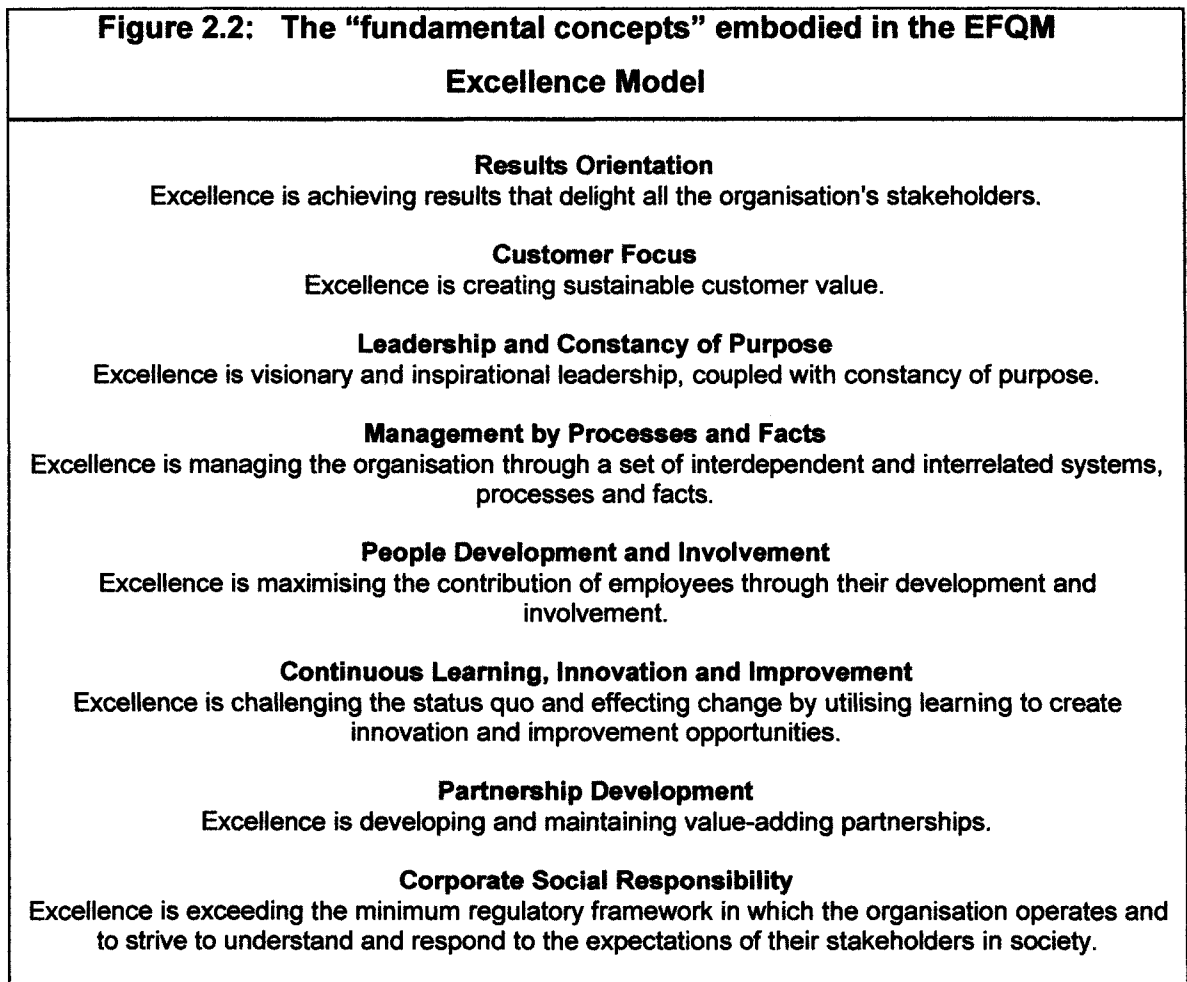 Figure 2.2: The “fundamental concepts” embodied in the EFQM
Excellence Model
Results Orientation
Excellence is achieving results that delight all the organisation's stakeholders.
Customer Focus
Excellence is creating sustainable customer value.
Leadership and Constancy of Purpose
Excellence is visionary and inspirational leadership, coupled with constancy of purpose.
Management by Processes and Facts
Excellence is managing the organisation through a set of interdependent and interrelated systems,
processes and facts.
People Development and Involvement
Excellence is maximising the contribution of employees through their development and
involvement.
Continuous Learning, Innovation and Improvement
Excellence is challenging the status quo and effecting change by utilising learning to create
innovation and improvement opportunities.
Partnership Development
Excellence is developing and maintaining value-adding partnerships.
Corporate Social Responsibility
Excellence is exceeding the minimum regulatory framework in which the organisation operates and
to strive to understand and respond to the expectations of their stakeholders in society.